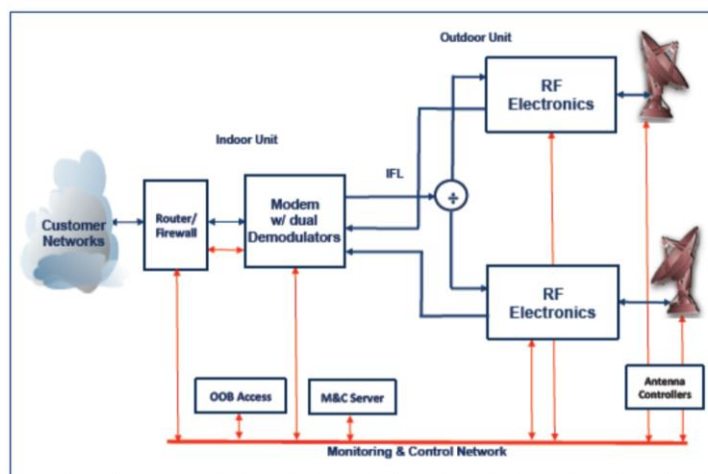 Outdoor Unit
RF
Electronics
Indoor Unit
IFL
Customer
Networks
Router/
Firewall
Modem
w/ dual
Demodulators
÷
RF
Electronics
OOB Access
M&C Server
Antenna
Controllers
Monitoring & Control Network